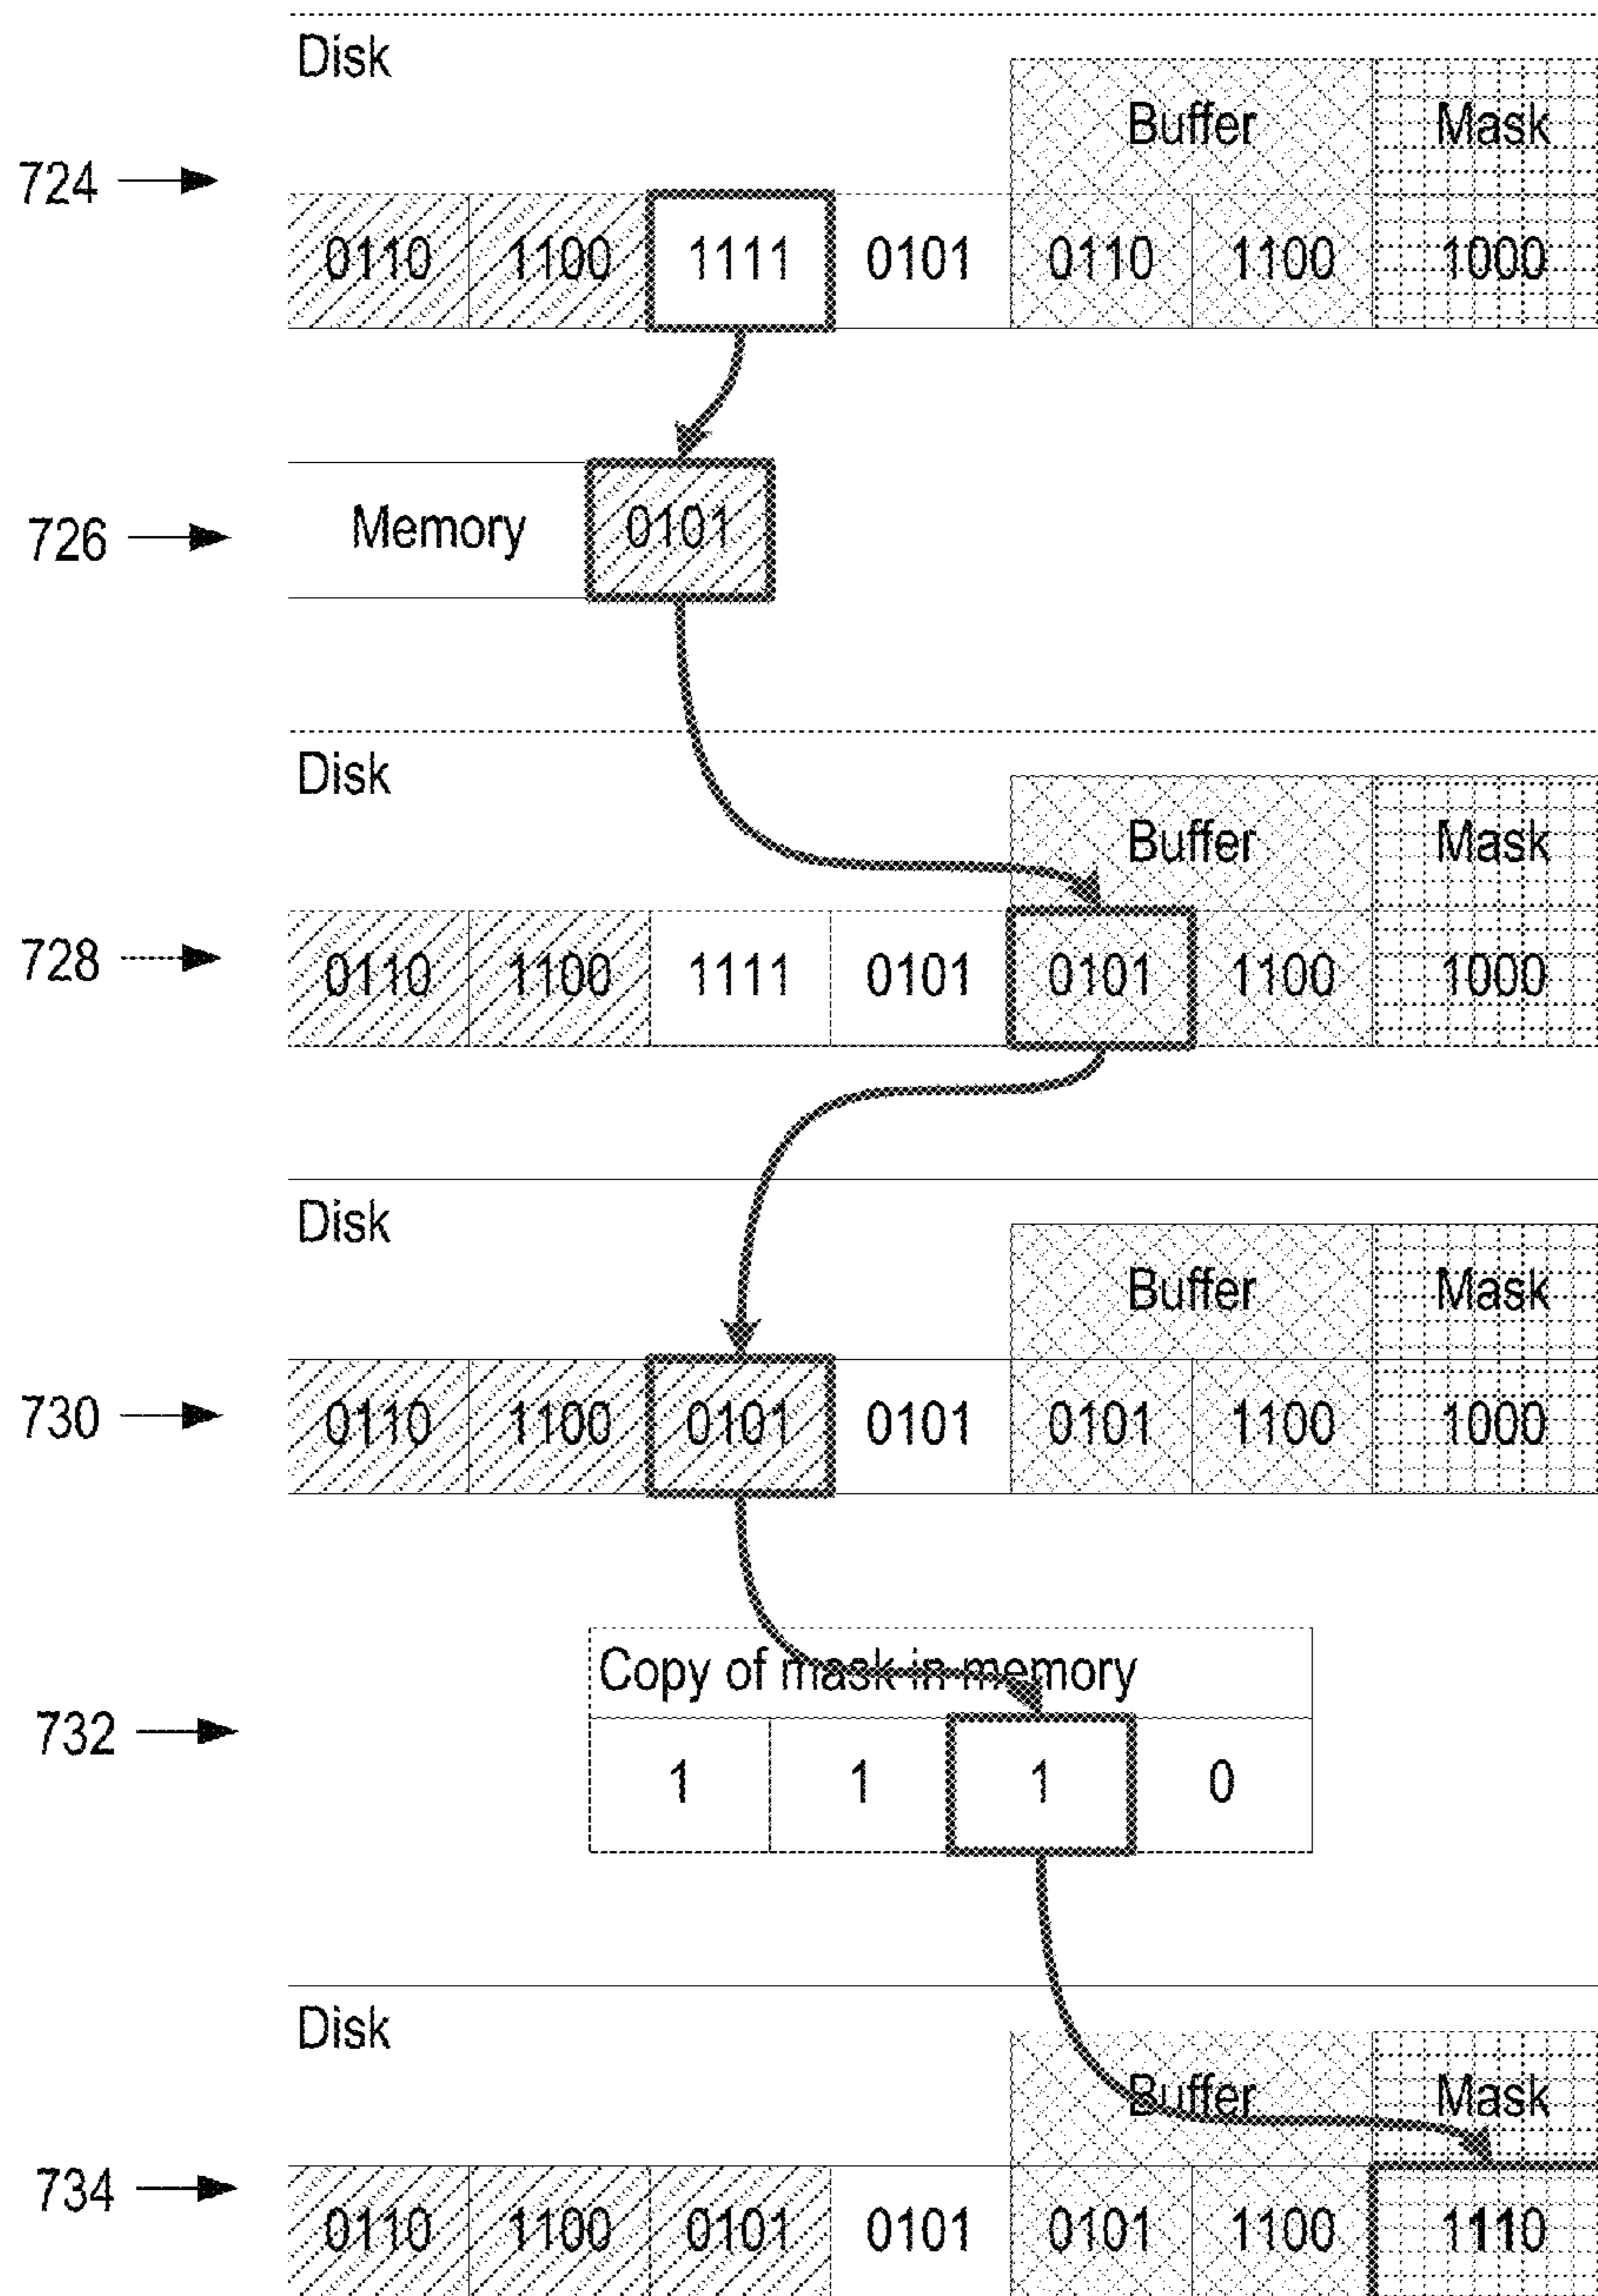 Disk
Buffer Mask
724
0110 1100 1111 0101 0110 1100 1000
726 Memory 0101
Disk
Buffer Mask
728 0110 1100 1111 0101 0101 1100 1000
Disk
Buffer Mask
730 0110 1100 0101 0101 0101 1100 1000
Copy of mask in memory
732
1 1 1 0
Disk
Buffer Mask
734
0110 1100 0101 0101 0101 1100 1110